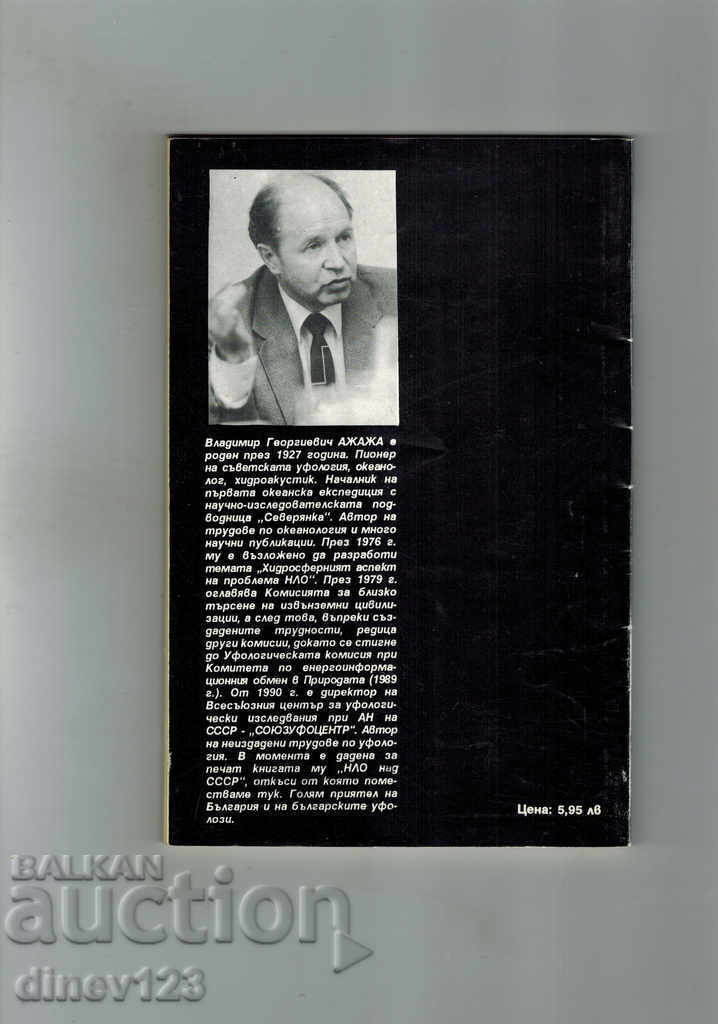 Владимир Георгиевич АЖАЖА е
роден през 1927 година. Пионер
на съветската уфология, океано-
лог, хидроакустик. Началник на
първата океанска експедиция с
научно-изследователската под-
водница „Северянка“. Автор на
трудове по океанология и много
научни публикации. През 1976 г.
му е възложено да разработи
темата „Хидросферният аспект
на проблема НЛО“. През 1979 г.
оглавява Комисията за близко
търсене на извънземни цивили-
зации, а след това, въпреки съз-
дадените трудности, редица
други комисии, докато се стигне
до Уфологическата комисия при
Комитета по енергоинформа-
ционния обмен в Природата (1989
г.). От 1990 г. е директор на
Всесъюзния център за уфологи-
чески изследвания при АН на
СССР - „СОЮЗУФОЦЕНТР“. Автор
на неиздадени трудове по уфоло-
гия. В момента е дадена за
печат книгата му „НЛО над
СССР“, откъси от която поме-
стваме тук. Голям приятел на
България и на българските уфо-
лози.
Цена: 5,95 лв
BALKAN
auction
dinev123